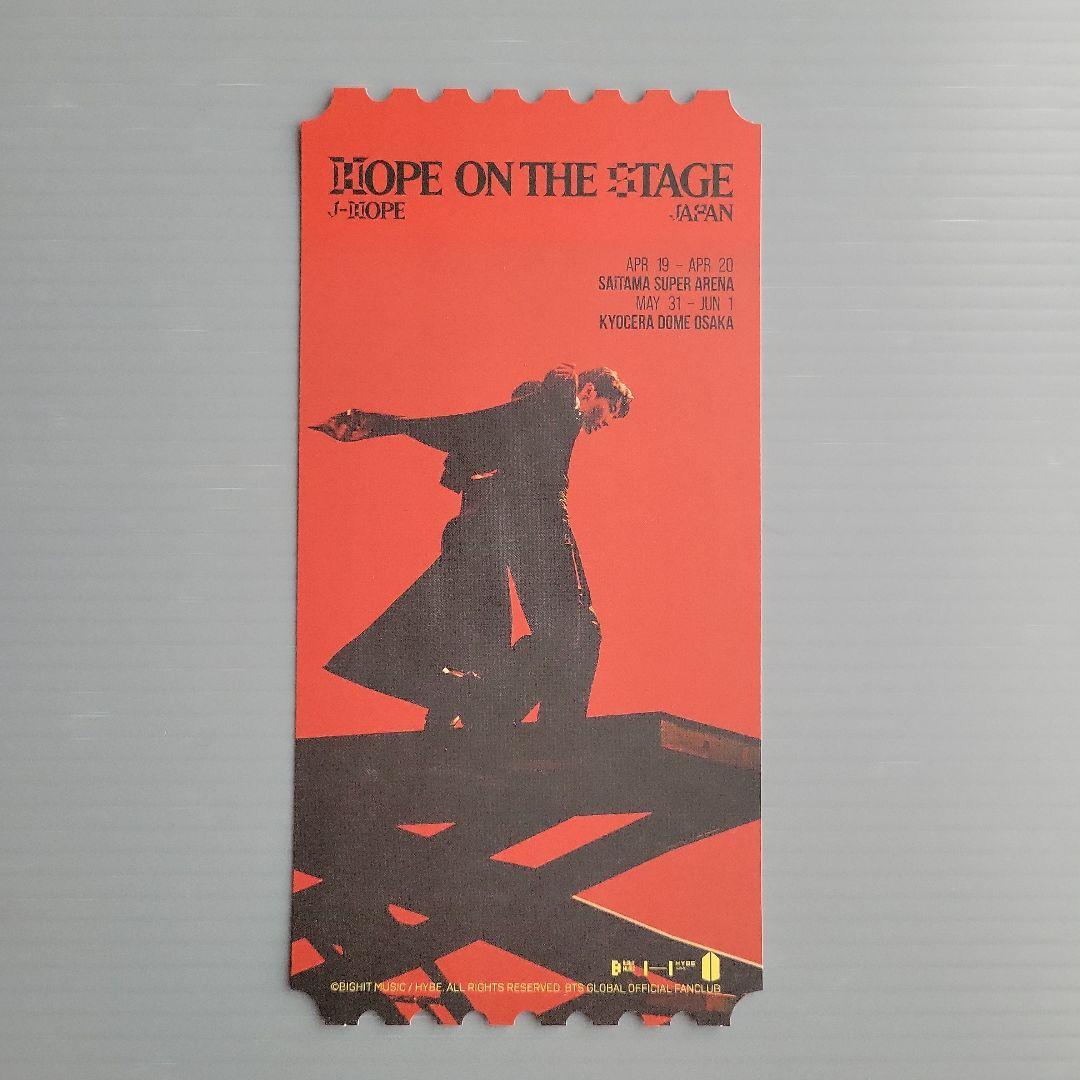 HOPE ON THE STAGE
J-HOPE JAPAN
APR 19 – APR 20
SAITAMA SUPER ARENA
MAY 31 – JUN 1
KYOCERA DOME OSAKA
HYBE
©BIGHIT MUSIC / HYBE. ALL RIGHTS RESERVED. BTS GLOBAL OFFICIAL FANCLUB